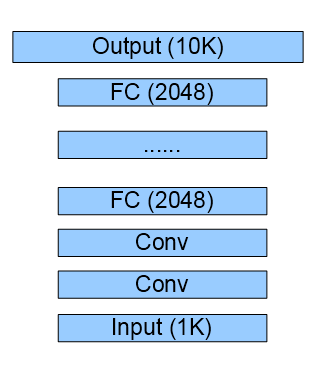 Output (10K)
FC (2048)
......
FC (2048)
Conv
Conv
Input (1K)